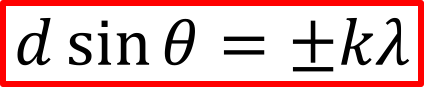 d sin θ = ±kλ